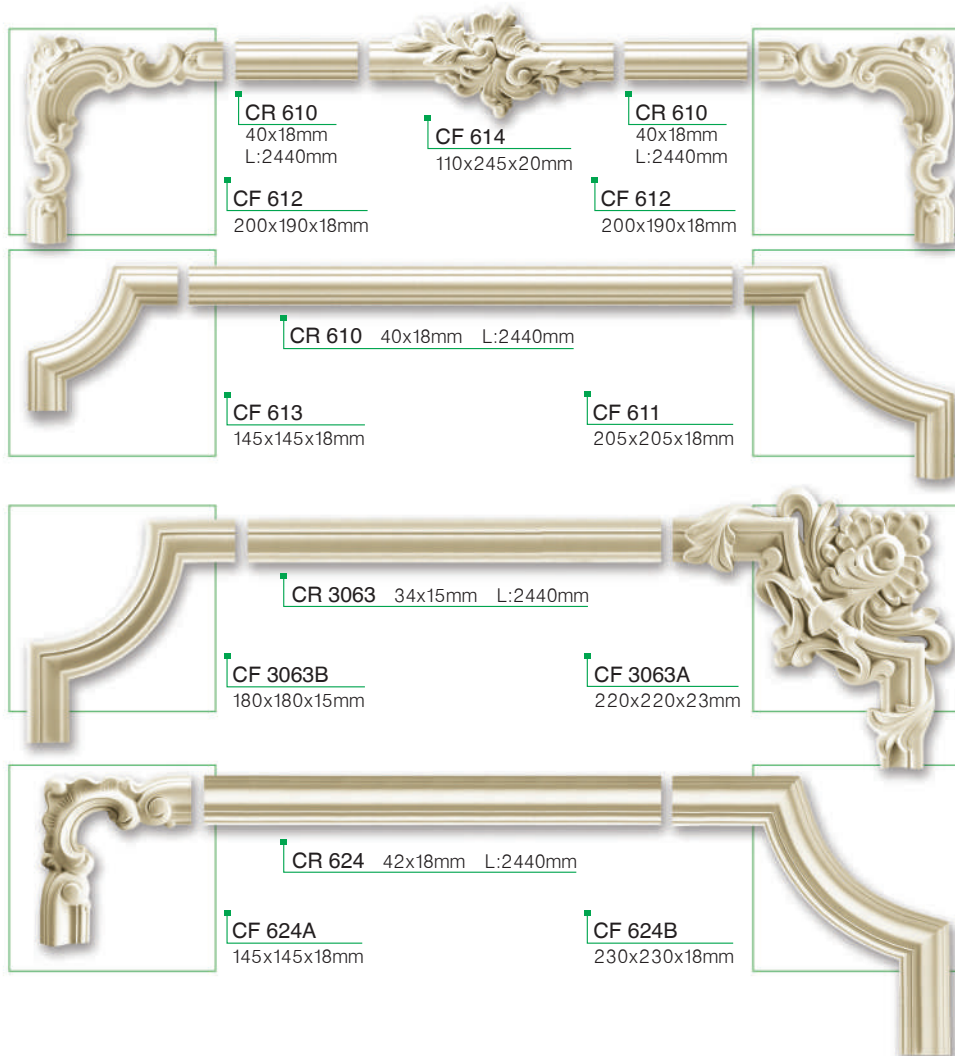 CR 610
40x18mm
L:2440mm
CF 614
110x245x20mm
CR 610
40x18mm
L:2440mm
CF 612
200x190x18mm
CF 612
200x190x18mm
CR 610 40x18mm L:2440mm
CF 613
145x145x18mm
CF 611
205x205x18mm
CR 3063 34x15mm L:2440mm
CF 3063B
180x180x15mm
CF 3063A
220x220x23mm
CR 624 42x18mm L:2440mm
CF 624A
145x145x18mm
CF 624B
230x230x18mm